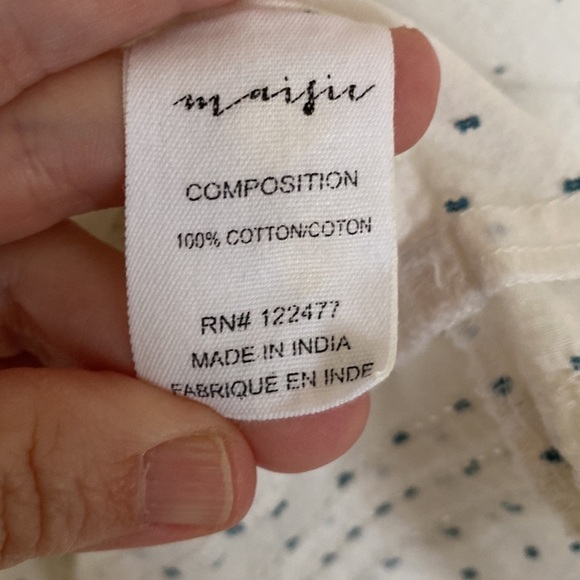 maisie
COMPOSITION
100% COTTON/COTON
RN# 122477
MADE IN INDIA
FABRIQUE EN INDE